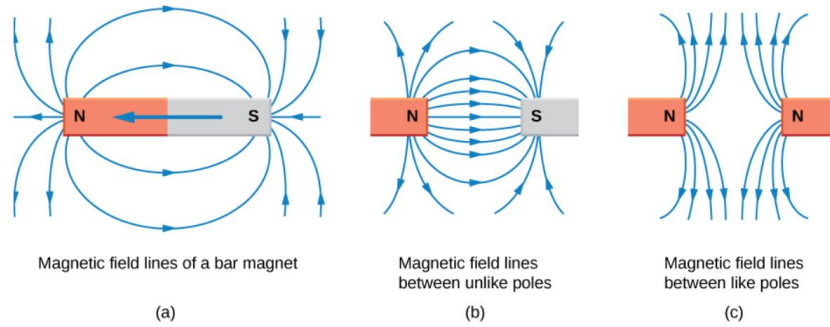 N
S
N
S
N
N
Magnetic field lines of a bar magnet
(a)
Magnetic field lines
between unlike poles
(b)
Magnetic field lines
between like poles
(c)